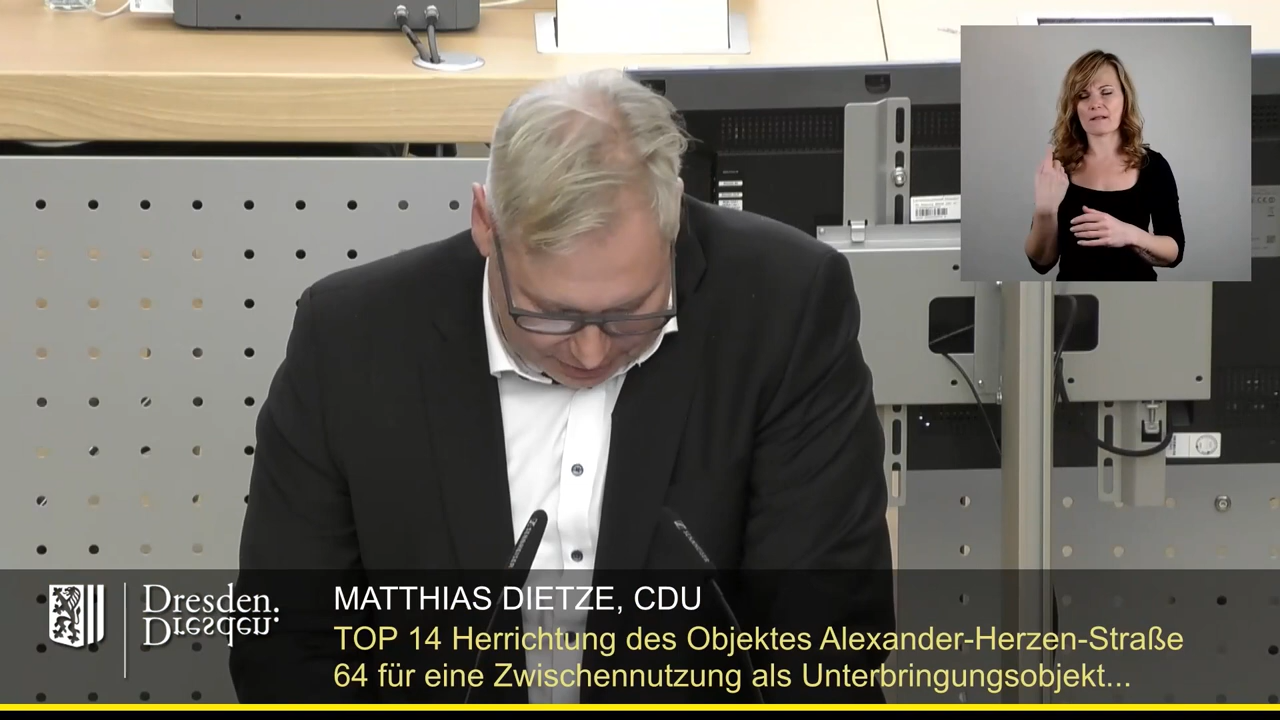 Dresden.
Dresden.
MATTHIAS DIETZE, CDU
TOP 14 Herrichtung des Objektes Alexander-Herzen-Straße
64 für eine Zwischennutzung als Unterbringungsobjekt...